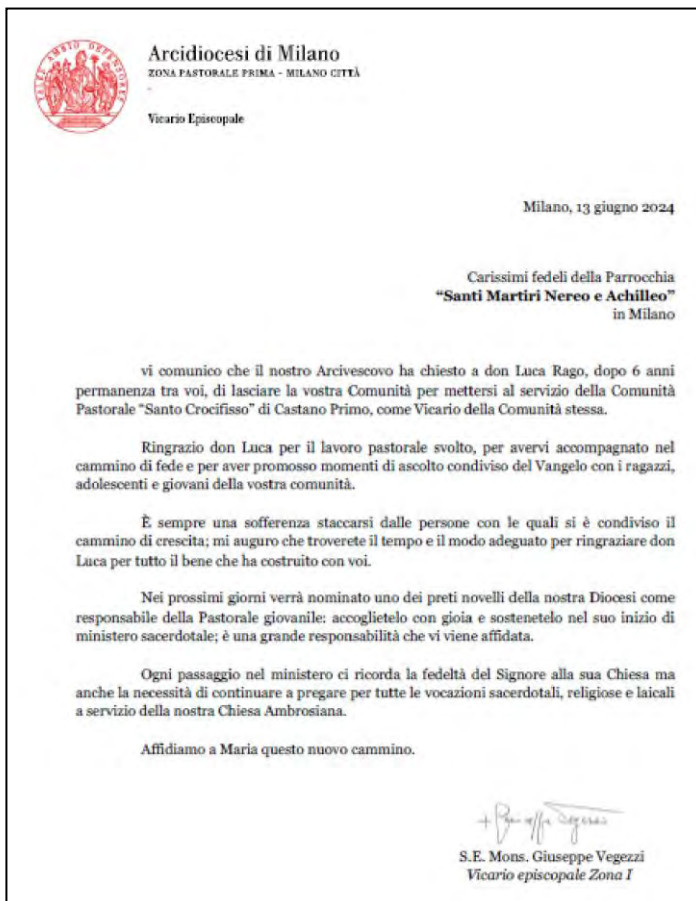 Arcidiocesi di Milano
ZONA PASTORALE PRIMA - MILANO CITTÀ
Vicario Episcopale
Milano, 13 giugno 2024
Carissimi fedeli della Parrocchia
“Santi Martiri Nereo e Achilleo”
in Milano
vi comunico che il nostro Arcivescovo ha chiesto a don Luca Rago, dopo 6 anni
permanenza tra voi, di lasciare la vostra Comunità per mettersi al servizio della Comunità
Pastorale “Santo Crocifisso” di Castano Primo, come Vicario della Comunità stessa.
Ringrazio don Luca per il lavoro pastorale svolto, per avervi accompagnato nel
cammino di fede e per aver promosso momenti di ascolto condiviso del Vangelo con i ragazzi,
adolescenti e giovani della vostra comunità.
È sempre una sofferenza staccarsi dalle persone con le quali si è condiviso il
cammino di crescita; mi auguro che troverete il tempo e il modo adeguato per ringraziare don
Luca per tutto il bene che ha costruito con voi.
Nei prossimi giorni verrà nominato uno dei preti novelli della nostra Diocesi come
responsabile della Pastorale giovanile: accoglietelo con gioia e sostenetelo nel suo inizio di
ministero sacerdotale; è una grande responsabilità che vi viene affidata.
Ogni passaggio nel ministero ci ricorda la fedeltà del Signore alla sua Chiesa ma
anche la necessità di continuare a pregare per tutte le vocazioni sacerdotali, religiose e laicali
a servizio della nostra Chiesa Ambrosiana.
Affidiamo a Maria questo nuovo cammino.
S.E. Mons. Giuseppe Vegezzi
Vicario episcopale Zona I